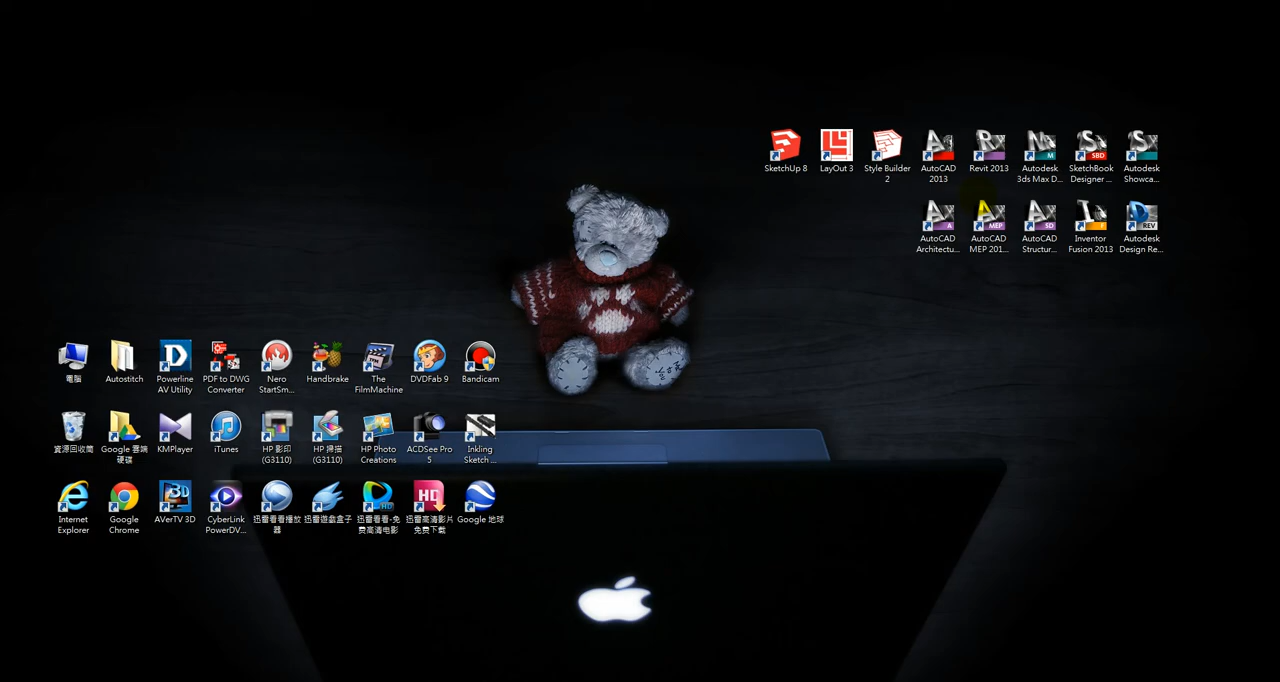 SketchUp 8
LayOut 3
Style Builder
2
AutoCAD
2013
Revit 2013
Autodesk
3ds Max D...
SketchBook
Designer ...
Autodesk
Showca...
AutoCAD
Architectu...
AutoCAD
MEP 201...
AutoCAD
Structur...
Inventor
Fusion 2013
Autodesk
Design Re...
電腦
Autostitch
Powerline
AV Utility
PDF to DWG
Converter
Nero
StartSm...
Handbrake
The
FilmMachine
DVDFab 9
Bandicam
資源回收筒
Google 雲端
硬碟
KMPlayer
iTunes
HP 影印
(G3110)
HP 掃描
(G3110)
HP Photo
Creations
ACDSee Pro
5
Inkling
Sketch ...
Internet
Explorer
Google
Chrome
AVerTV 3D
CyberLink
PowerDV...
迅雷看看播放
器
迅雷遊戲盒子
迅雷看看-免
费高清电影
迅雷高清影片
免费下载
Google 地球